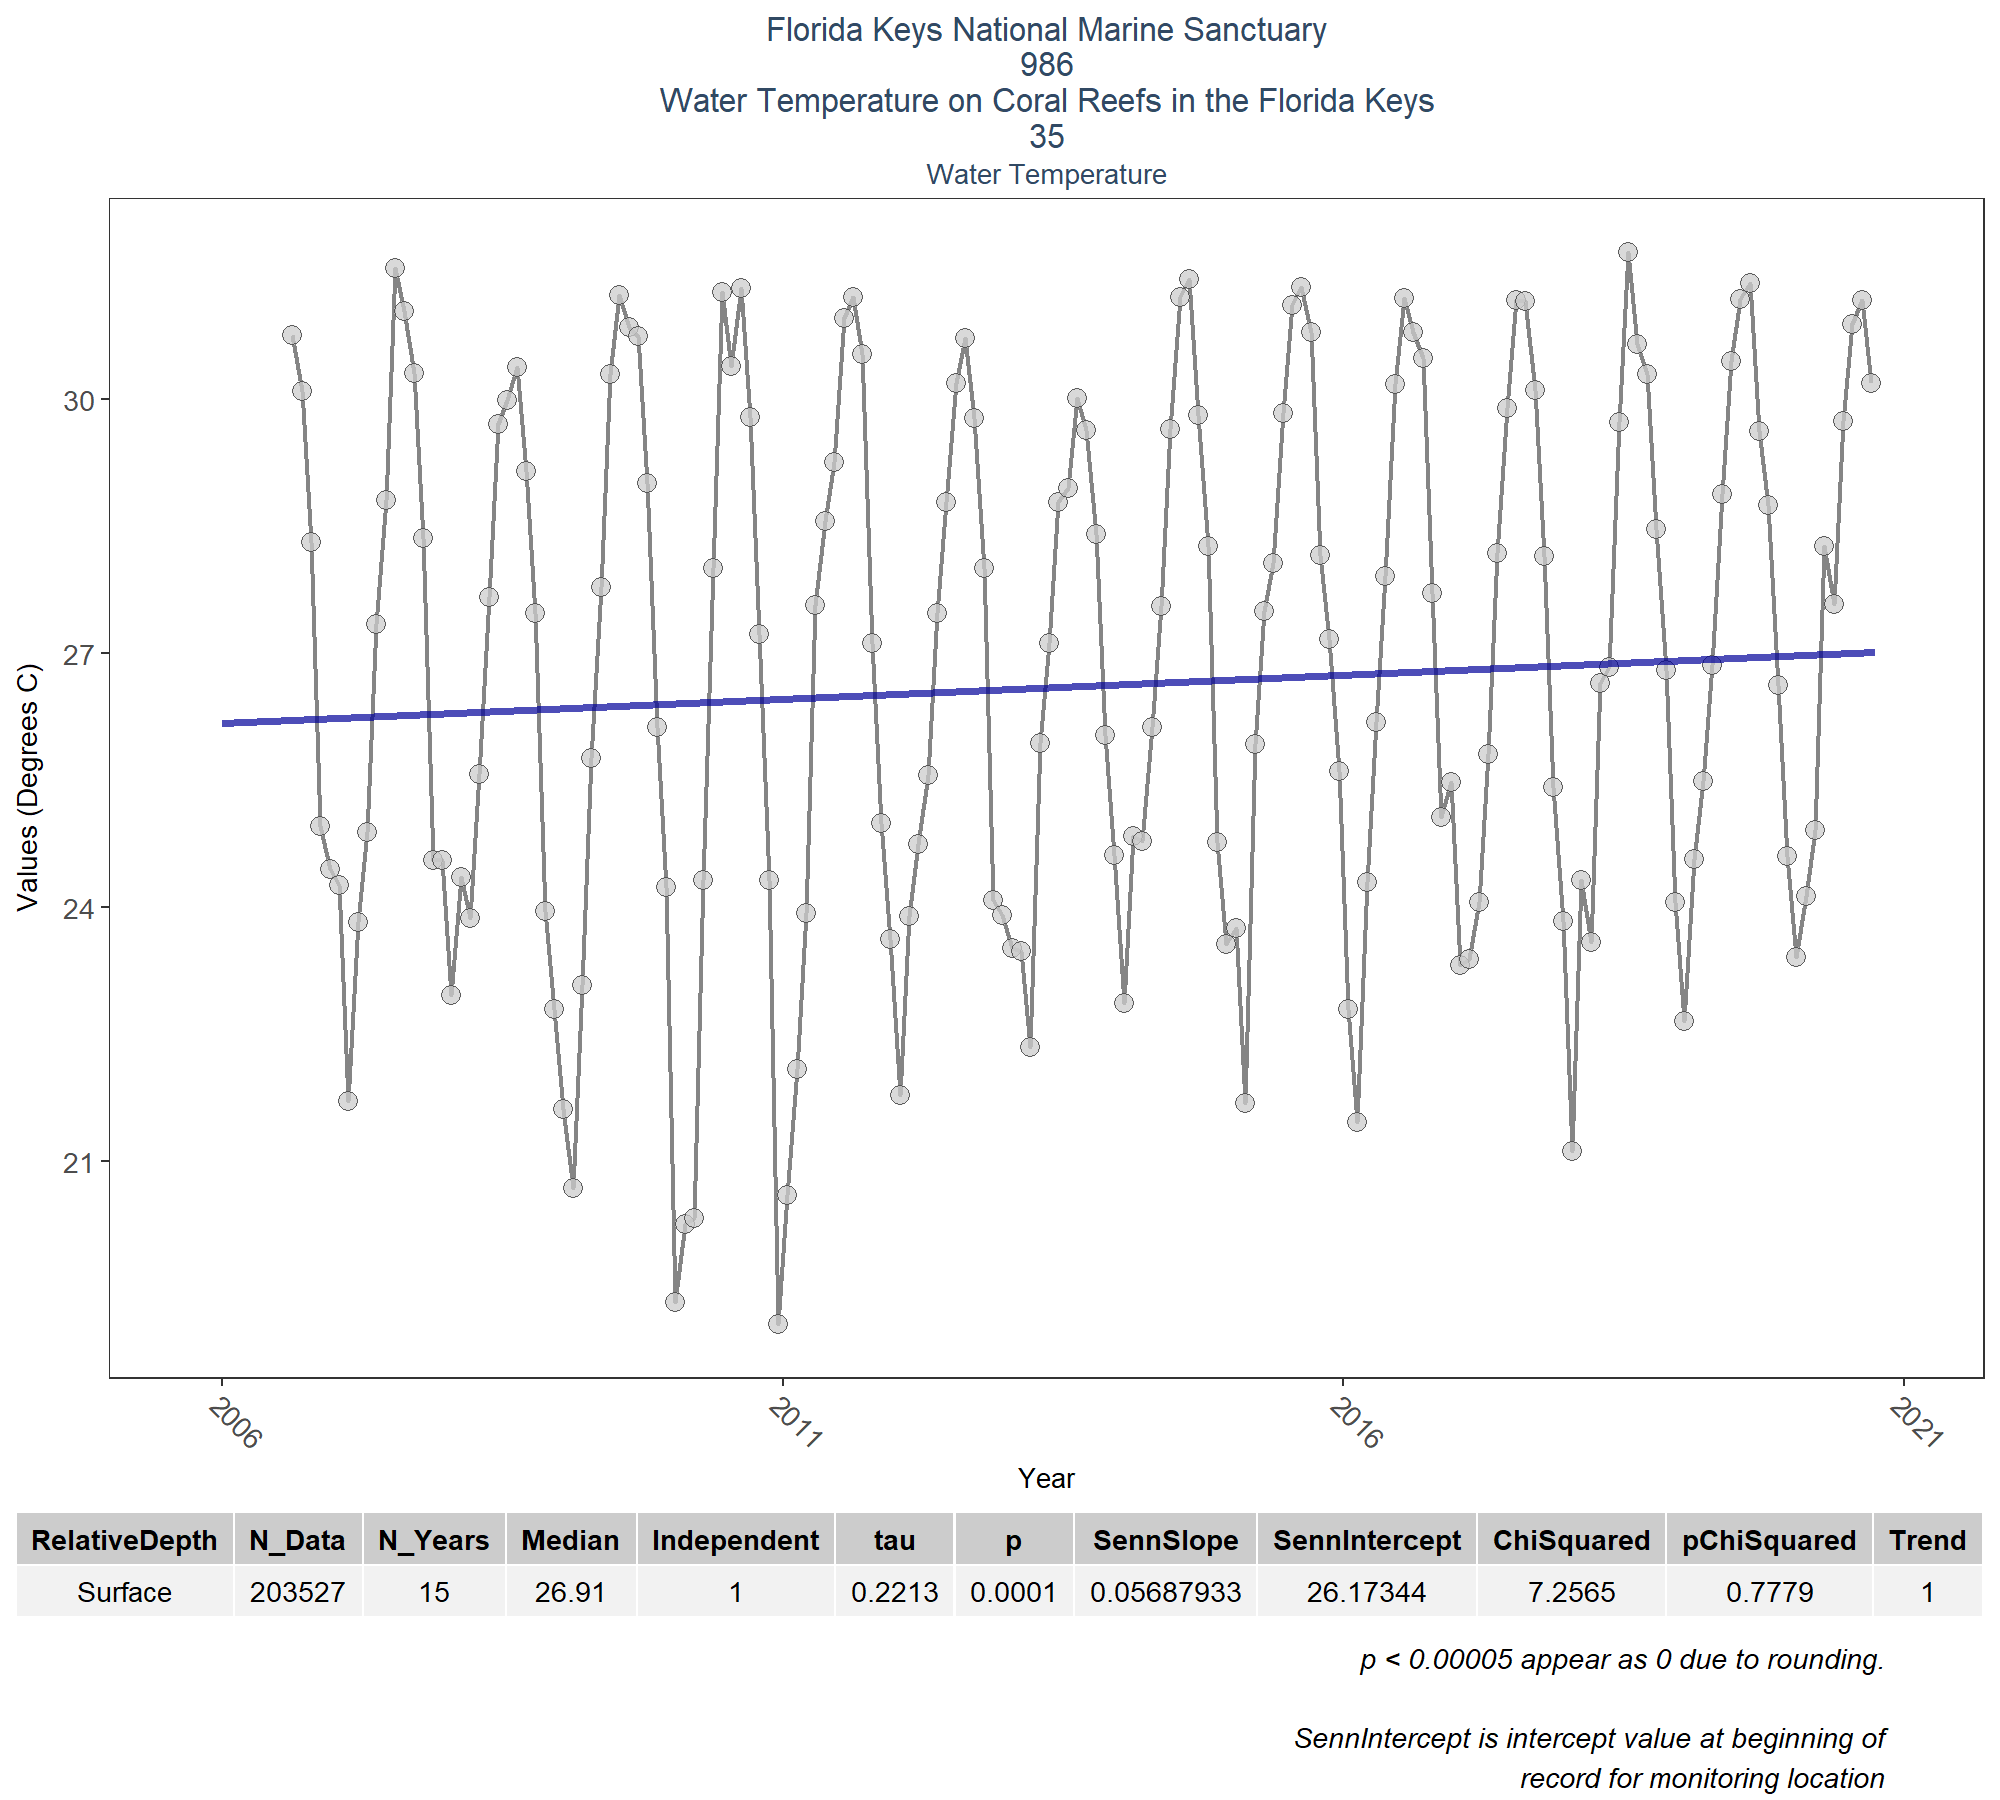 Florida Keys National Marine Sanctuary
986
Water Temperature on Coral Reefs in the Florida Keys
35
Water Temperature
30
27
24
21
Values (Degrees C)
2006 2011 2016 2021
Year
RelativeDepth N_Data N_Years Median Independent tau p SennSlope SennIntercept ChiSquared pChiSquared Trend
Surface 203527 15 26.91 1 0.2213 0.0001 0.05687933 26.17344 7.2565 0.7779 1
p < 0.00005 appear as 0 due to rounding.
SennIntercept is intercept value at beginning of
record for monitoring location